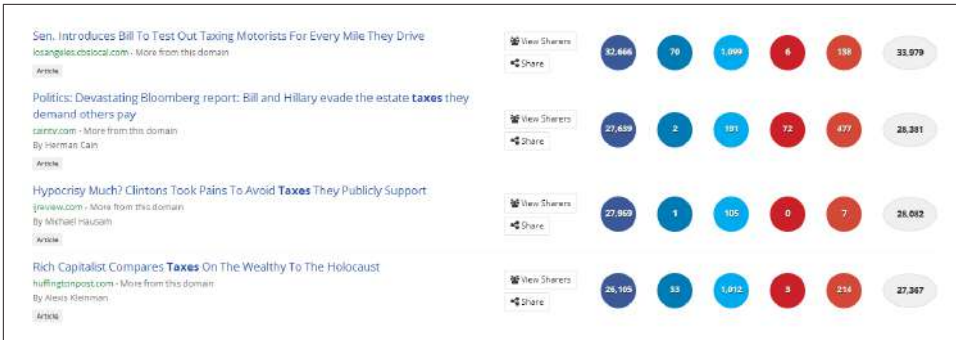 Sen. Introduces Bill To Test Out Taxing Motorists For Every Mile They Drive
losangeles.cbslocal.com - More from this domain
Article
View Sharers
Share
32,666 70 1,099 6 138 33,979
Politics: Devastating Bloomberg report: Bill and Hillary evade the estate taxes they
demand others pay
caintv.com - More from this domain
By Herman Cain
Article
View Sharers
Share
27,639 2 191 72 477 28,381
Hypocrisy Much? Clintons Took Pains To Avoid Taxes They Publicly Support
ijreview.com - More from this domain
By Michael Hausam
Article
View Sharers
Share
27,969 1 105 0 7 28,082
Rich Capitalist Compares Taxes On The Wealthy To The Holocaust
huffingtonpost.com - More from this domain
By Alexis Kleinman
Article
View Sharers
Share
26,105 33 1,012 3 214 27,367